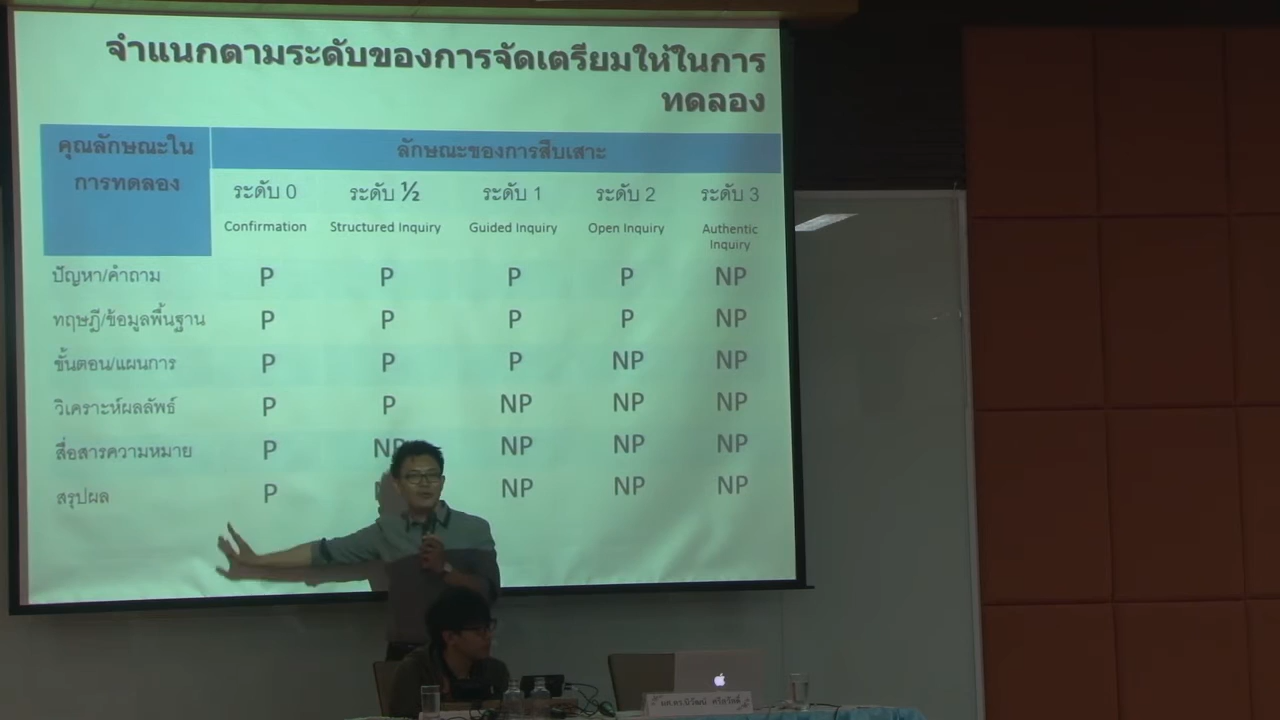 จำแนกตามระดับของการจัดเตรียมให้ในการ
ทดลอง
คุณลักษณะใน
การทดลอง
ลักษณะของการสืบเสาะ
ระดับ 0 ระดับ ½ ระดับ 1 ระดับ 2 ระดับ 3
Confirmation Structured Inquiry Guided Inquiry Open Inquiry Authentic
Inquiry
ปัญหา/คำถาม P P P P NP
ทฤษฎี/ข้อมูลพื้นฐาน P P P P NP
ขั้นตอน/แผนการ P P P NP NP
วิเคราะห์ผลลัพธ์ P P NP NP NP
สื่อสารความหมาย P NP NP NP NP
สรุปผล P NP NP NP